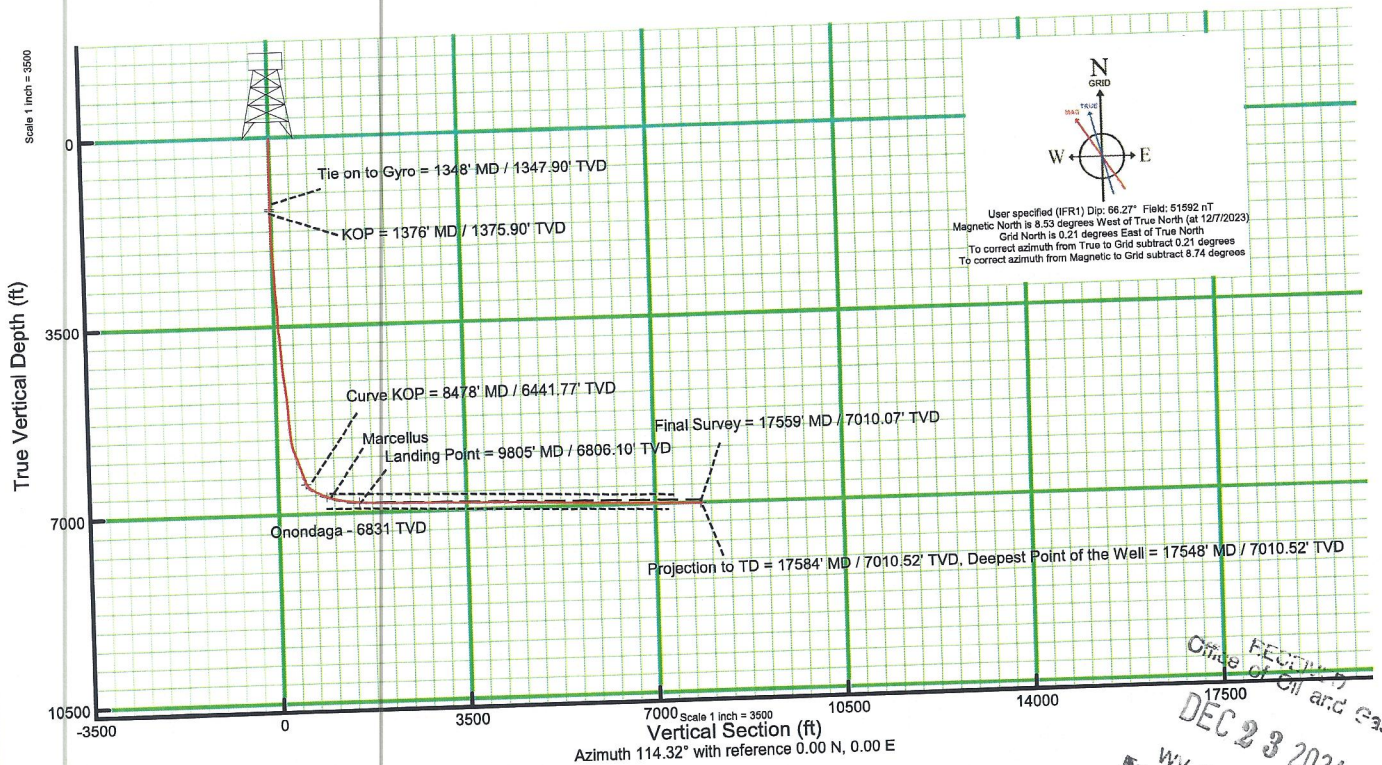 scale 1 inch = 3500
N
GRID
TRUE
MAG
W
E
User specified (IFR1) Dip: 66.27° Field: 51592 nT
Magnetic North is 8.53 degrees West of True North (at 12/7/2023)
Grid North is 0.21 degrees East of True North
To correct azimuth from True to Grid subtract 0.21 degrees
To correct azimuth from Magnetic to Grid subtract 8.74 degrees
0
Tie on to Gyro = 1348' MD / 1347.90' TVD
KOP = 1376' MD / 1375.90' TVD
True Vertical Depth (ft)
3500
Curve KOP = 8478' MD / 6441.77' TVD
Final Survey = 17559' MD / 7010.07' TVD
Marcellus
Landing Point = 9805' MD / 6806.10' TVD
7000
Onondaga - 6831 TVD
Projection to TD = 17584' MD / 7010.52' TVD, Deepest Point of the Well = 17548' MD / 7010.52' TVD
10500
-3500
0
3500
7000
10500
14000
17500
Scale 1 inch = 3500
Vertical Section (ft)
Azimuth 114.32° with reference 0.00 N, 0.00 E
Office of Oil and
DEC 23
WV